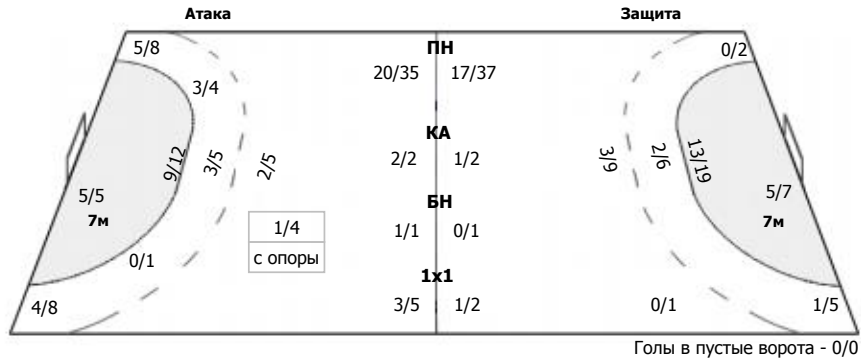 Атака Защита
ПН
5/8 0/2
20/35 17/37
3/4
КА
9/12 3/5 2/5 2/2 1/2 3/9 2/6 13/19
5/5 5/7
7м 7м
БН
1/4 1/1 0/1
с опоры
0/1
1x1
4/8 3/5 1/2 0/1 1/5
Голы в пустые ворота - 0/0